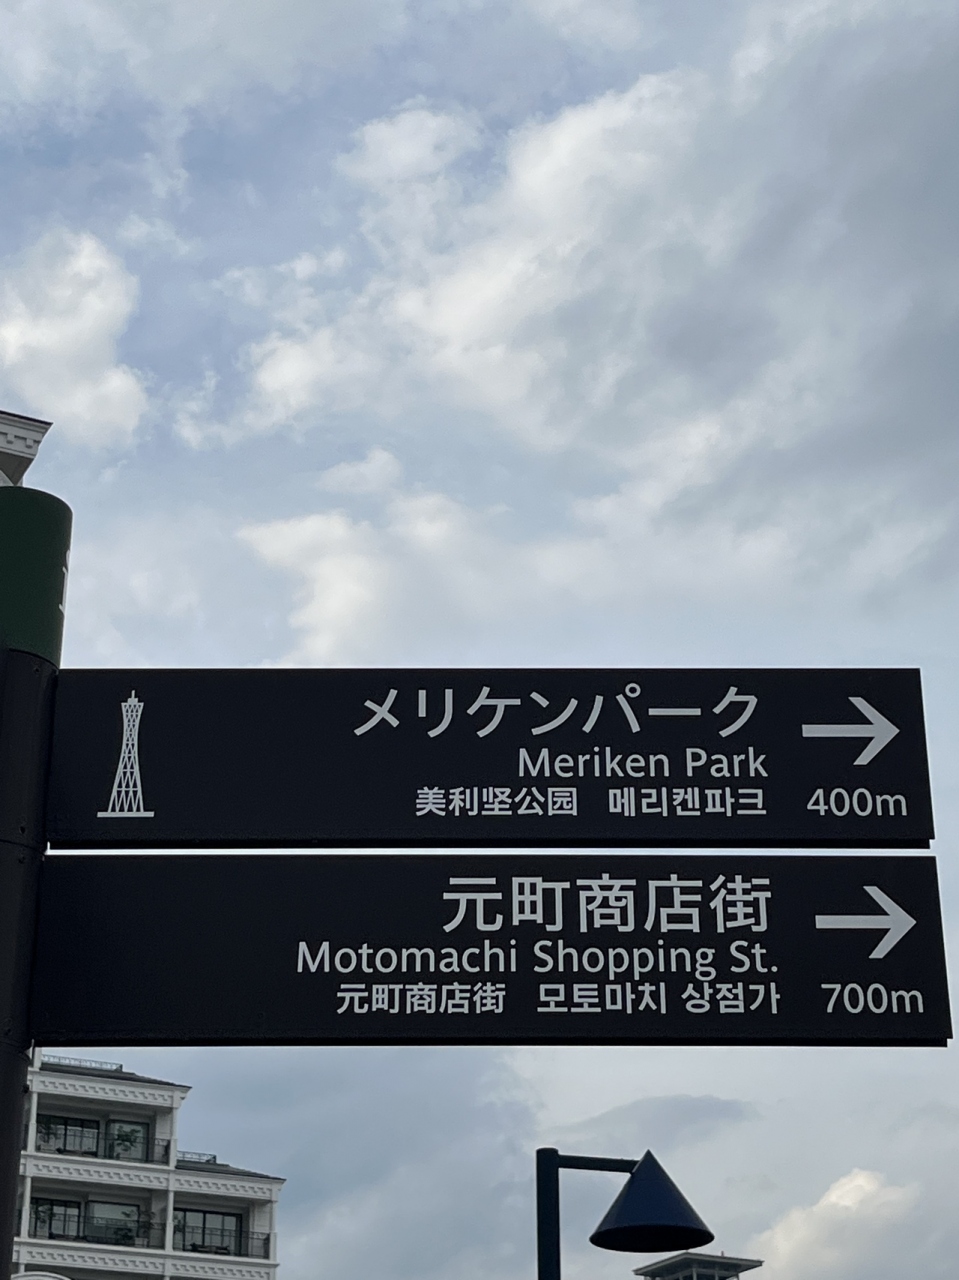 メリケンパーク
Meriken Park
美利坚公园 메리켄파크 400m
元町商店街
Motomachi Shopping St.
元町商店街 모토마치 상점가 700m